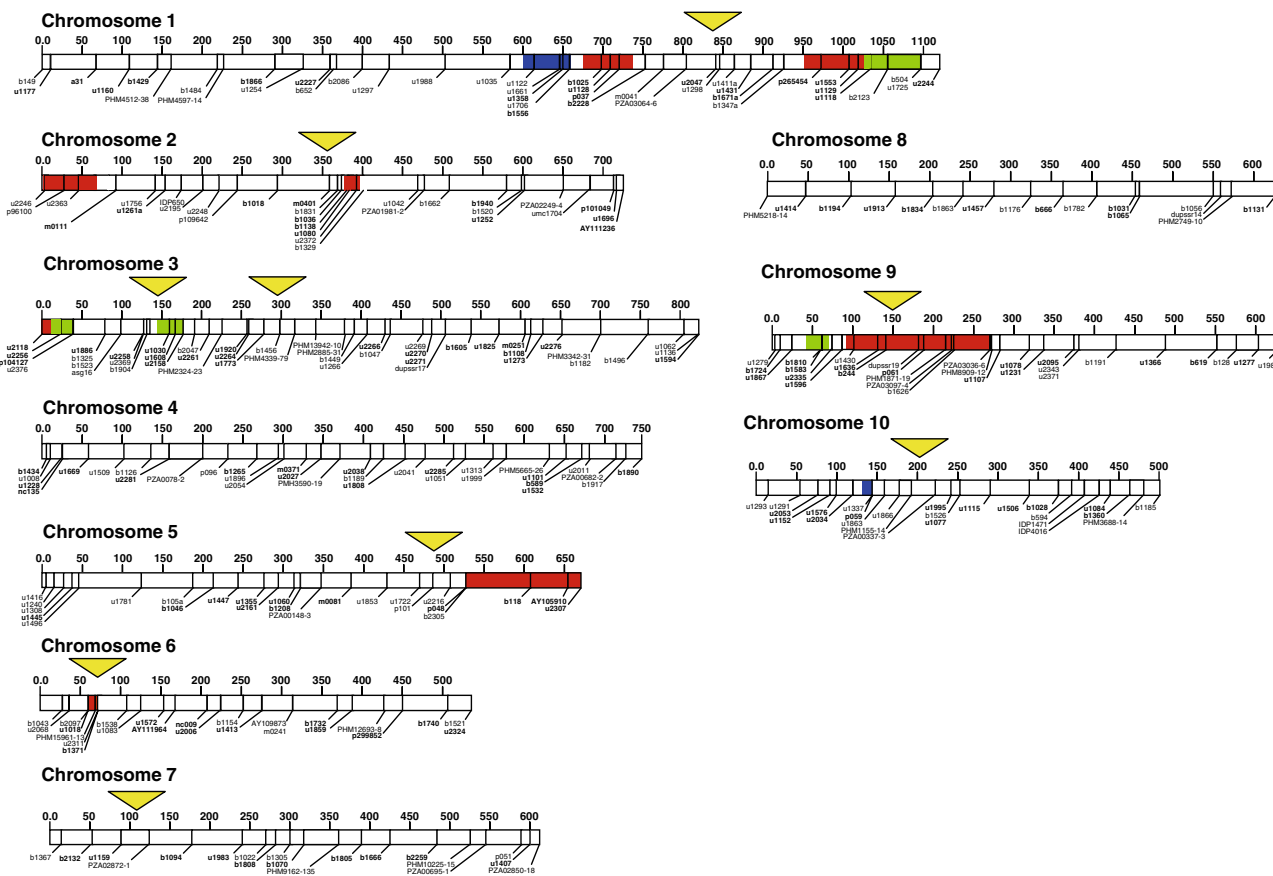 Chromosome 1
0.0 50 100 150 200 250 300 350 400 450 500 550 600 650 700 750 800 850 900 950 1000 1050 1100
b149 a31 b1429 b1484 b1866 u2227 b2086 u1988 u1035 u1122 b1025 m0041 u2047 u1411a p265454 u1553 b2123 b504 u2244
u1177 u1160 PHM4597-14 u1254 b652 u1297 u1661 u1128 PZA03064-6 u1298 u1431 u1129 u1725
PHM4512-38 u1358 p037 b1671a u1118
u1706 b2228 b1347a
b1556
Chromosome 2
0.0 50 100 150 200 250 300 350 400 450 500 550 600 650 700
u2246 u2363 u1756 IDP650 u2248 b1018 m0401 u1042 b1662 b1940 PZA02249-4 p101049
p96100 u1261a u2195 p109642 b1831 PZA01981-2 b1520 umc1704 u1696
m0111 b1036 u1252 AY111236
b1138
u1080
u2372
b1329
Chromosome 8
0.0 50 100 150 200 250 300 350 400 450 500 550 600
PHM5218-14 u1414 b1194 u1913 b1834 b1863 u1457 b1176 b666 b1782 b1031 b1056 b1131
b1065 dupssr14
PHM2749-10
Chromosome 3
0.0 50 100 150 200 250 300 350 400 450 500 550 600 650 700 750 800
u2118 u1886 u2258 u1030 b2047 u1920 b1456 PHM13942-10 u2266 u2269 b1605 u1825 m0251 u2276 PHM3342-31 b1496 u1062
u2256 b1325 u2369 u1608 u2261 u2264 PHM4339-79 PHM2885-31 b1047 u2270 b1108 b1182 u1136
p104127 b1523 b1904 u2158 u1773 b1449 u2271 u1273 u1594
u2376 asg16 PHM2324-23 u1266 dupssr17
Chromosome 9
0.0 50 100 150 200 250 300 350 400 450 500 550 600
u1279 b1810 u1430 dupssr19 PZA03036-6 u1078 u2095 b1191 u1366 b619 b128 u1277
b1724 b1583 u1636 p061 PHM8909-12 u1231 u2343
u1867 u2335 b244 PHM1871-19 u1107 u2371
u1596 PZA03097-4
b1626
Chromosome 4
0.0 50 100 150 200 250 300 350 400 450 500 550 600 650 700 750
b1434 u1669 u1509 b1126 PZA0078-2 p096 b1265 m0371 u2038 u2041 u2285 u1313 PHM5665-26 u2011 b1890
u1008 u2281 u1896 u2027 b1189 u1051 u1999 u1101 PZA00682-2
u1228 u2054 PMH3590-19 u1808 b589 b1917
nc135 u1532
Chromosome 10
0.0 50 100 150 200 250 300 350 400 450 500
u1293 u1291 u1576 u1337 u1866 u1995 u1115 u1506 b1028 u1084 b1185
u2053 u2034 p059 b1526 b594 b1360
u1152 u1863 PHM1155-14 u1077 IDP1471 PHM3688-14
PZA00337-3 IDP4016
Chromosome 5
0.0 50 100 150 200 250 300 350 400 450 500 550 600 650
u1416 u1781 b105a u1447 u1355 u1060 m0081 u1853 u1722 u2216 b118 AY105910
u1240 b1046 u2161 b1208 p101 p048 u2307
u1308 PZA00148-3 b2305
u1445
u1496
Chromosome 6
0.0 50 100 150 200 250 300 350 400 450 500
b1043 b2097 b1538 u1572 nc009 b1154 AY109873 b1732 PHM12693-8 b1740 b1521
u2068 u1018 u1083 AY111964 u2006 u1413 m0241 u1859 p299852 u2324
PHM15961-13
u2311
b1371
Chromosome 7
0.0 50 100 150 200 250 300 350 400 450 500 550 600
b1367 b2132 u1159 b1094 u1983 b1022 b1305 b1805 b1666 b2259 p051
PZA02872-1 b1808 b1070 PHM10225-15 u1407
PHM9162-135 PZA00695-1 PZA02850-18